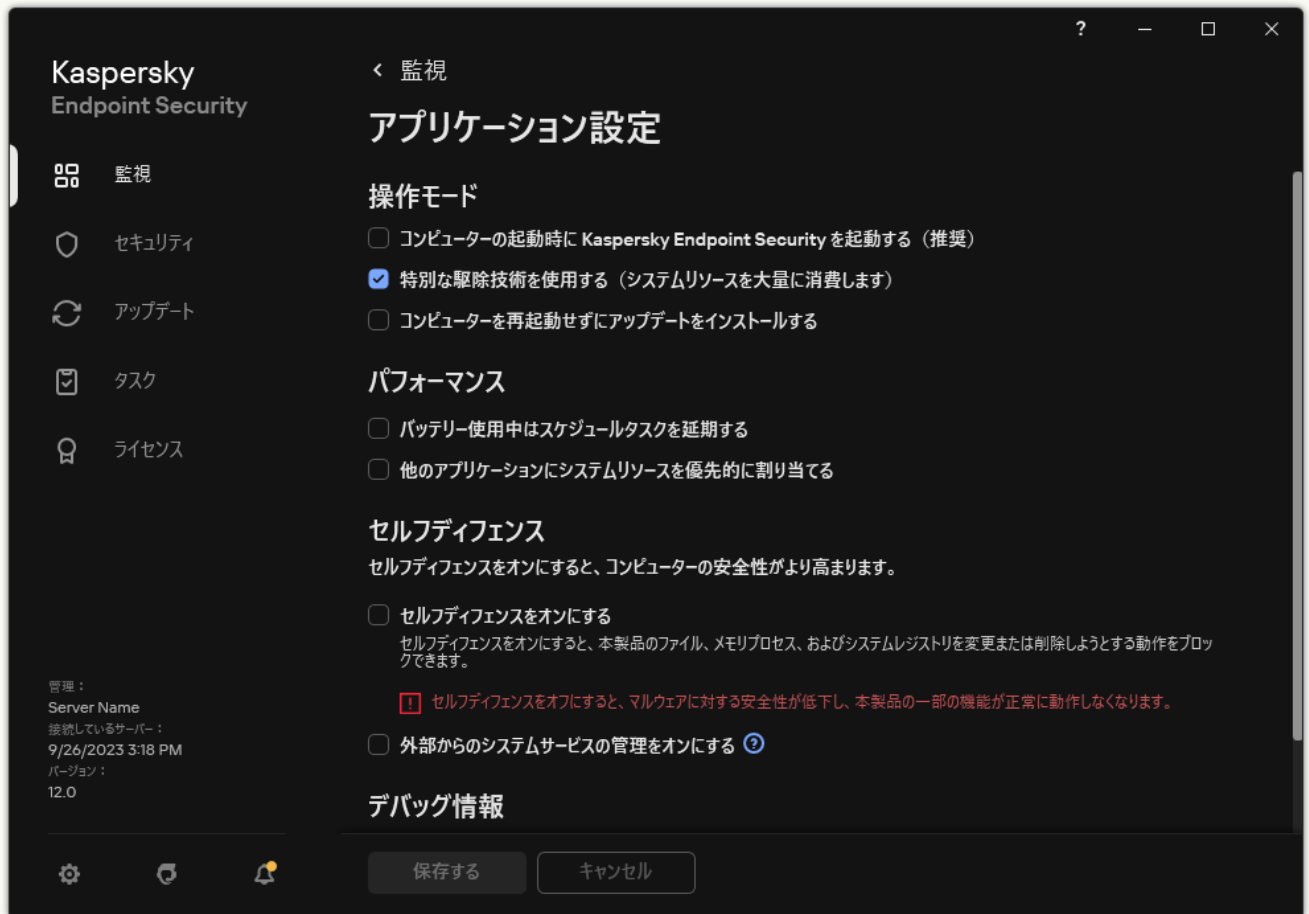 Kaspersky
Endpoint Security
監視
セキュリティ
アップデート
タスク
ライセンス
管理：
Server Name
接続しているサーバー：
9/26/2023 3:18 PM
バージョン：
12.0
?
監視
アプリケーション設定
操作モード
コンピューターの起動時に Kaspersky Endpoint Security を起動する（推奨）
特別な駆除技術を使用する（システムリソースを大量に消費します）
コンピューターを再起動せずにアップデートをインストールする
パフォーマンス
バッテリー使用中はスケジュールタスクを延期する
他のアプリケーションにシステムリソースを優先的に割り当てる
セルフディフェンス
セルフディフェンスをオンにすると、コンピューターの安全性がより高まります。
セルフディフェンスをオンにする
セルフディフェンスをオンにすると、本製品のファイル、メモリプロセス、およびシステムレジストリを変更または削除しようとする動作をブロッ
クできます。
セルフディフェンスをオフにすると、マルウェアに対する安全性が低下し、本製品の一部の機能が正常に動作しなくなります。
外部からのシステムサービスの管理をオンにする ?
デバッグ情報
保存する
キャンセル